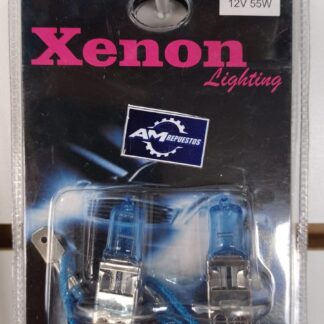 12V 55W
Xenon
Lighting
AM
REPUESTOS